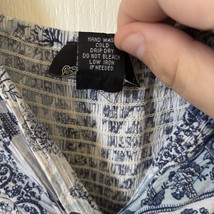 HAND WASH
COLD
DRIP DRY
DO NOT BLEACH
LOW IRON
IF NEEDED